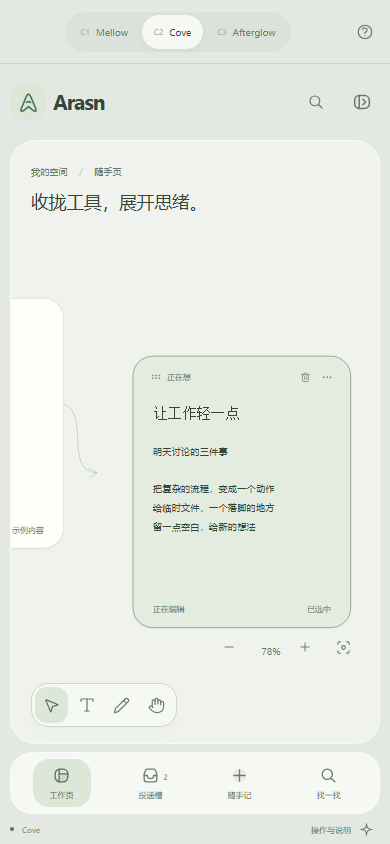 C1 Mellow C2 Cove C3 Afterglow
Arasn
我的空间 / 随手页
收拢工具，展开思绪。
正在想
让工作轻一点
明天讨论的三件事
把复杂的流程，变成一个动作
给临时文件，一个落脚的地方
留一点空白，给新的想法
示例内容
正在编辑 已选中
78%
工作页 投递槽 2 随手记 找一找
Cove 操作与说明